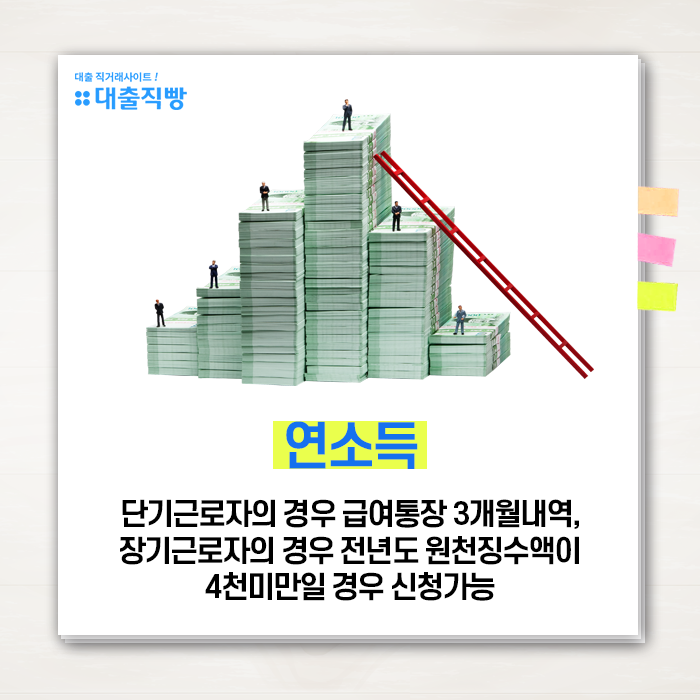 대출 직거래사이트!
대출직빵
연소득
단기근로자의 경우 급여통장 3개월내역,
장기근로자의 경우 전년도 원천징수액이
4천미만일 경우 신청가능